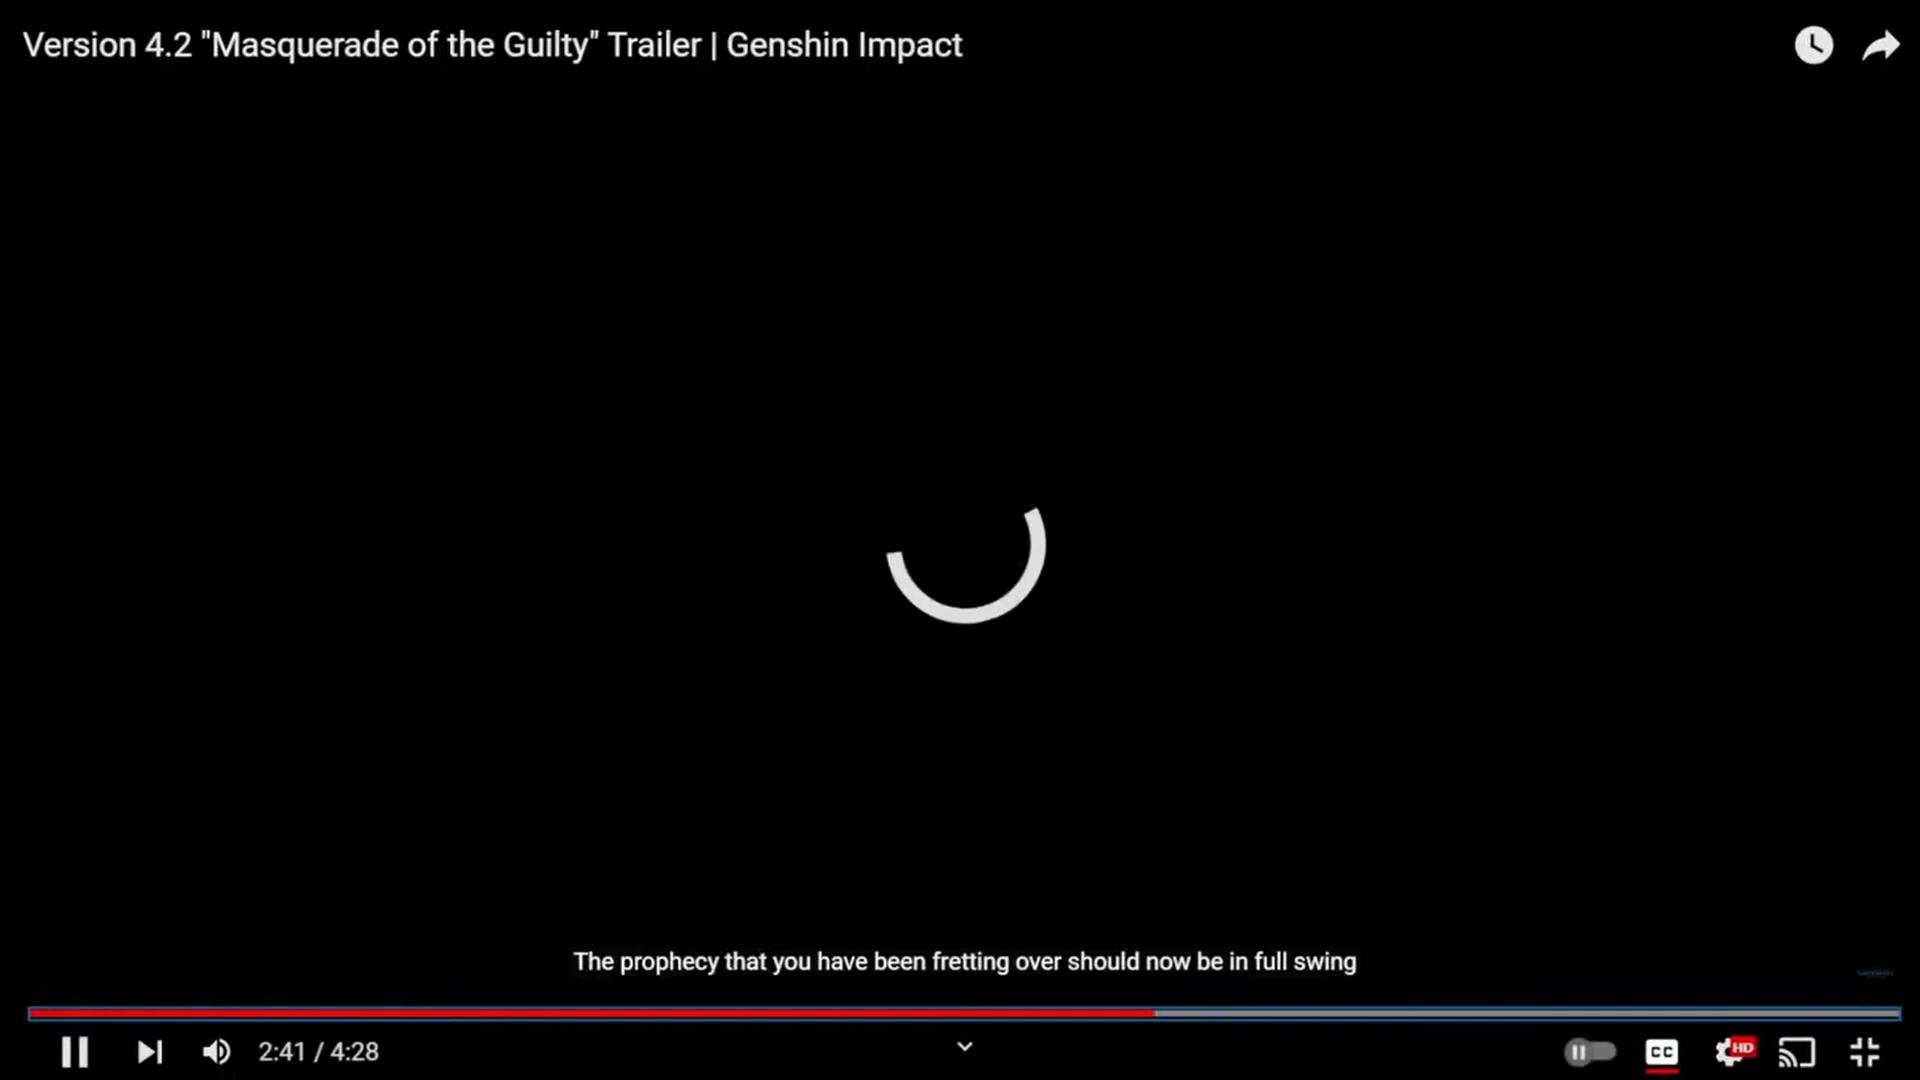 Version 4.2 "Masquerade of the Guilty" Trailer | Genshin Impact
The prophecy that you have been fretting over should now be in full swing
2:41 / 4:28
CC
HD